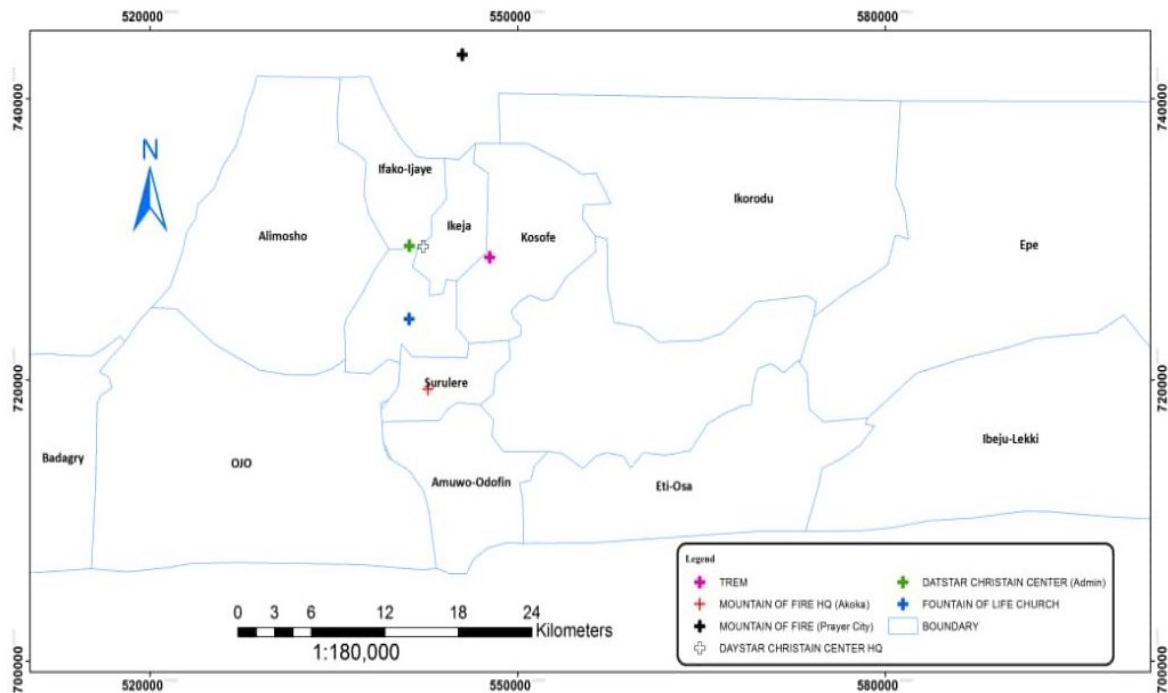 520000 550000 580000
740000 740000
N
Ifako-Ijaye
Ikorodu
Ikeja
Alimosho Kosofe
Epe
720000 720000
Surulere
Ibeju-Lekki
Badagry OJO
Amuwo-Odofin Eti-Osa
Legend
TREM DATSTAR CHRISTAIN CENTER (Admin)
MOUNTAIN OF FIRE HQ (Akoka) FOUNTAIN OF LIFE CHURCH
MOUNTAIN OF FIRE (Prayer City) BOUNDARY
DAYSTAR CHRISTAIN CENTER HQ
0 3 6 12 18 24
Kilometers
1:180,000
700000 700000
520000 550000 580000